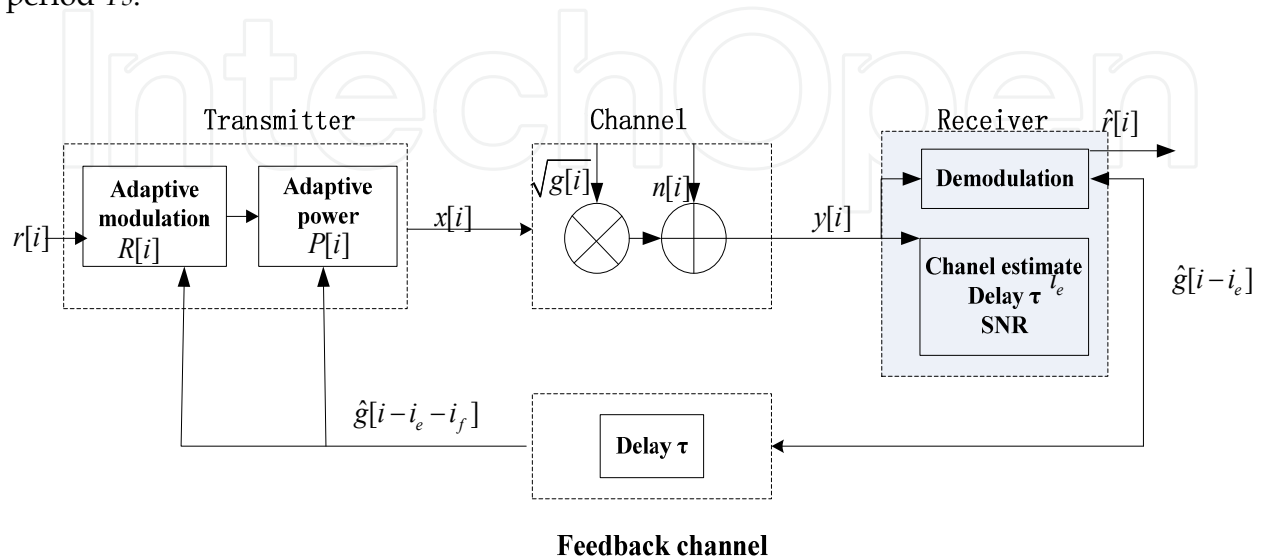 period Ts.
IntechOpen
Transmitter
Channel
Receiver
r̂[i]
Adaptive
modulation
R[i]
Adaptive
power
P[i]
r[i]
x[i]
√g[i]
n[i]
y[i]
Demodulation
Chanel estimate
Delay τ i_e
SNR
ĝ[i−i_e]
ĝ[i−i_e−i_f]
Delay τ
Feedback channel